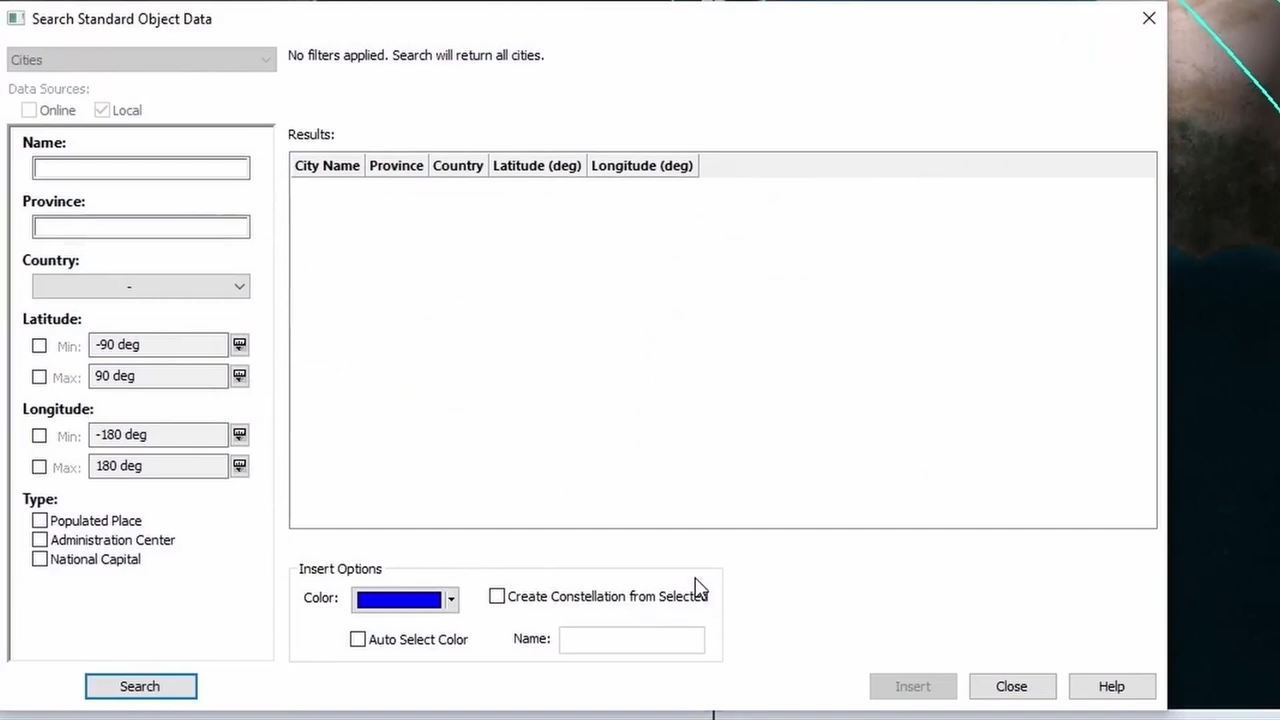 Search Standard Object Data
Cities
No filters applied. Search will return all cities.
Data Sources:
Online
Local
Name:
Province:
Country:
-
Latitude:
Min:
-90 deg
Max:
90 deg
Longitude:
Min:
-180 deg
Max:
180 deg
Type:
Populated Place
Administration Center
National Capital
Search
Results:
City Name Province Country Latitude (deg) Longitude (deg)
Insert Options
Color:
Create Constellation from Selected
Auto Select Color
Name:
Insert
Close
Help